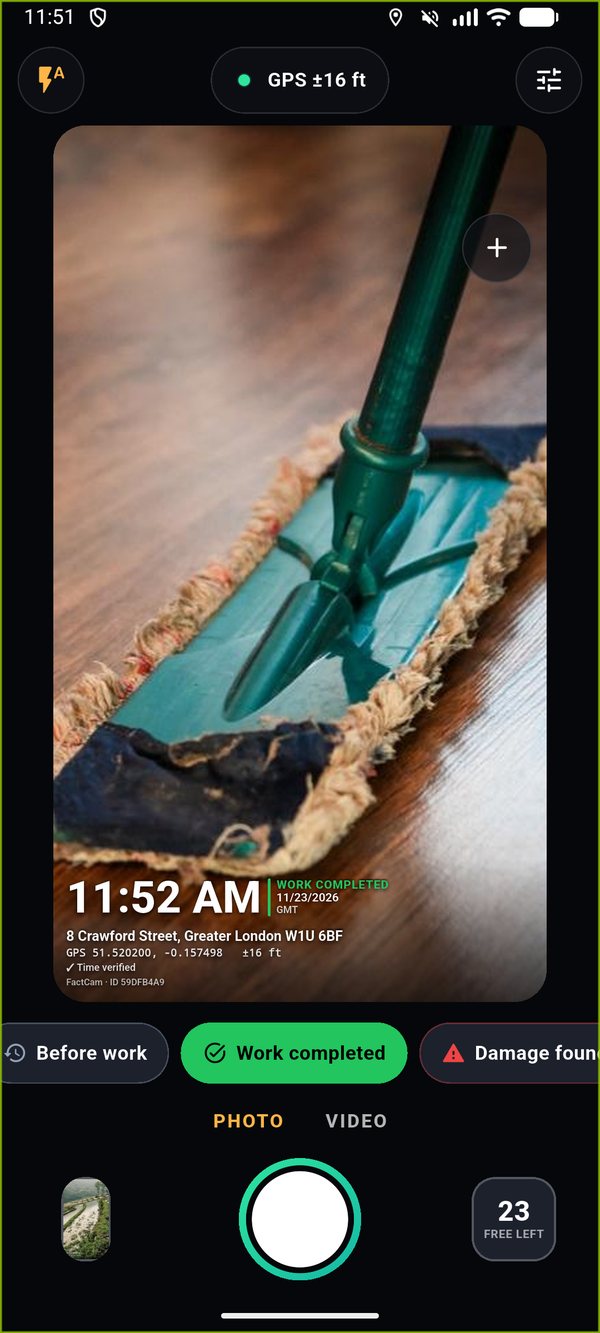 11:51
A
GPS ±16 ft
11:52 AM
WORK COMPLETED
11/23/2026
GMT
8 Crawford Street, Greater London W1U 6BF
GPS 51.520200, -0.157498 ±16 ft
✓ Time verified
FactCam · ID 59DFB4A9
Before work
Work completed
Damage foun
PHOTO
VIDEO
23
FREE LEFT